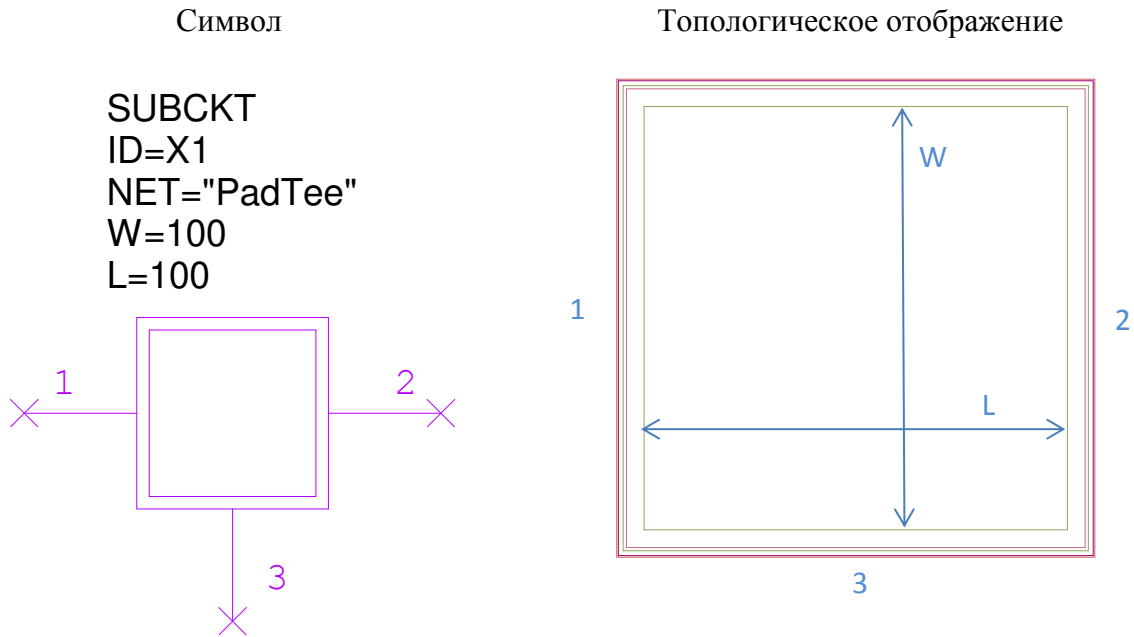 Символ
Топологическое отображение
SUBCKT
ID=X1
NET="PadTee"
W=100
L=100
1
2
3
W
L
1
2
3